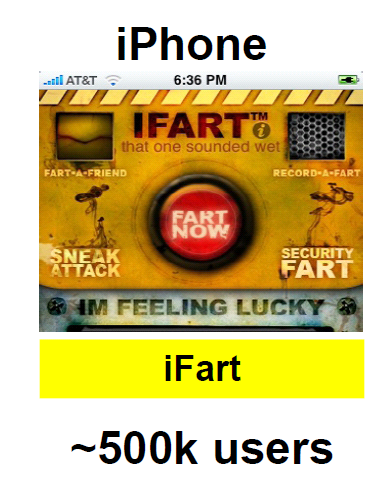 iPhone
AT&T 6:36 PM
IFART™ i
that one sounded wet
FART-A-FRIEND RECORD-A-FART
FART NOW
SNEAK ATTACK
SECURITY FART
IM FEELING LUCKY
iFart
~500k users